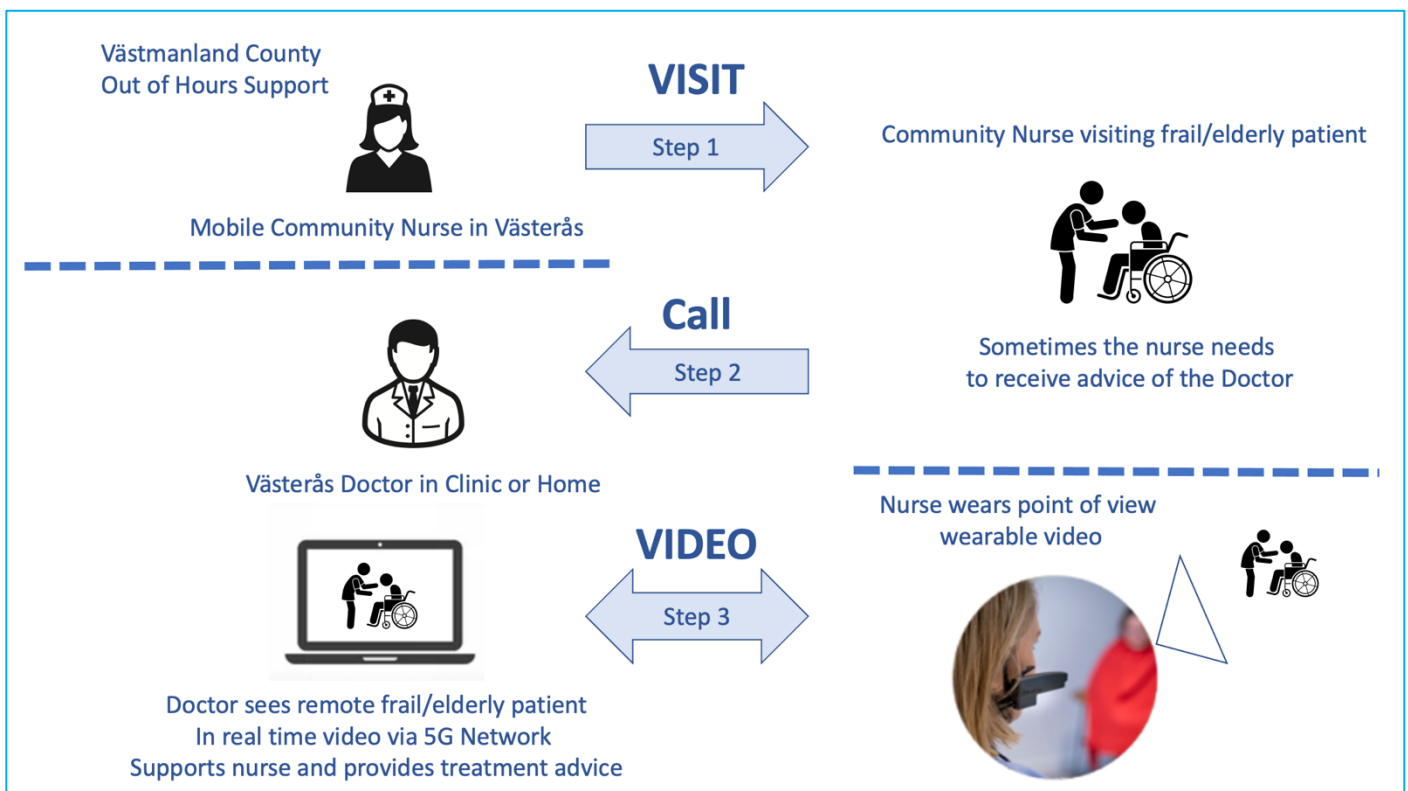 Västmanland County
Out of Hours Support
Mobile Community Nurse in Västerås
VISIT
Step 1
Community Nurse visiting frail/elderly patient
Sometimes the nurse needs
to receive advice of the Doctor
Call
Step 2
Västerås Doctor in Clinic or Home
Nurse wears point of view
wearable video
VIDEO
Step 3
Doctor sees remote frail/elderly patient
In real time video via 5G Network
Supports nurse and provides treatment advice